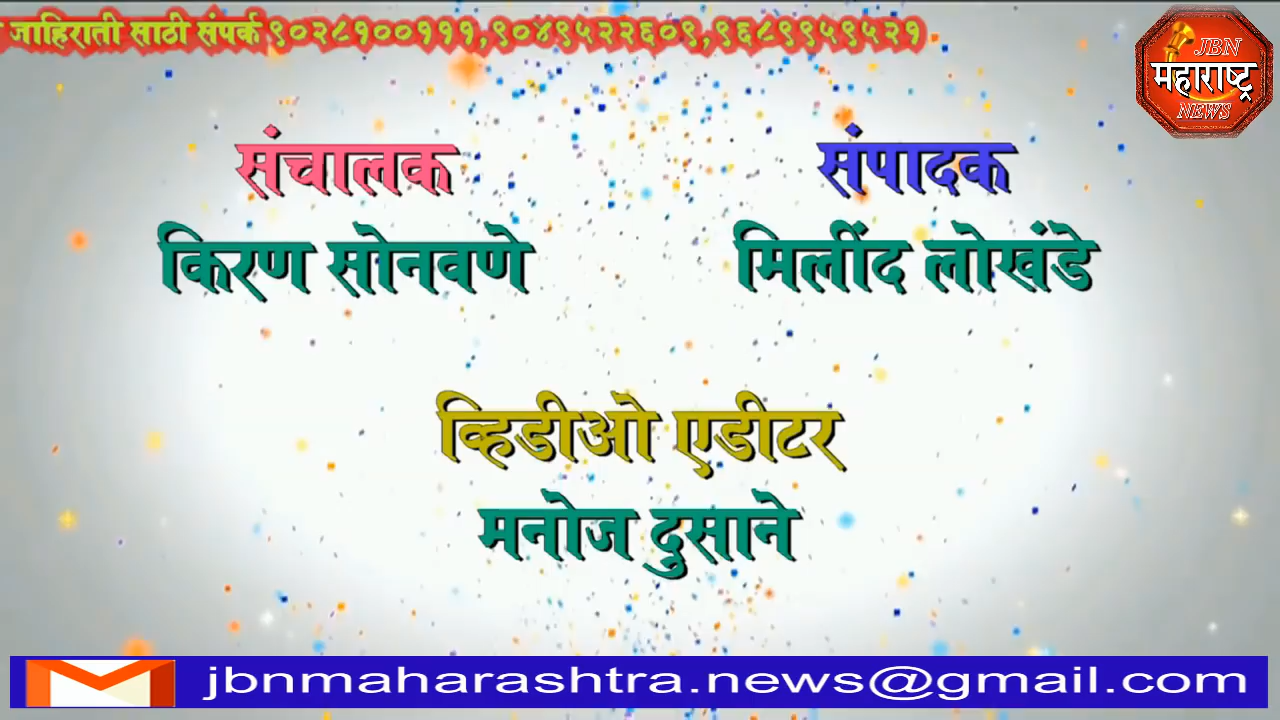 जाहिराती साठी संपर्क ९०२८१००१११,९०४९५२२६०९,९६८९९५९५२१
JBN
महाराष्ट्र
NEWS
संचालक
किरण सोनवणे
संपादक
मिलींद लोखंडे
व्हिडीओ एडीटर
मनोज दुसाने
jbnmaharashtra.news@gmail.com